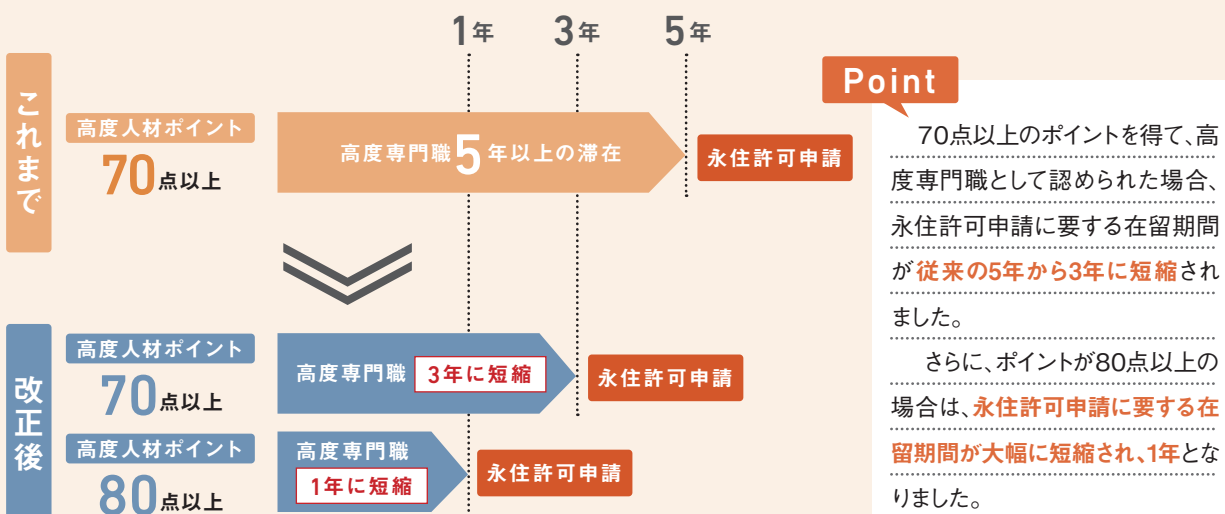 1年 3年 5年
これまで
高度人材ポイント
70点以上
高度専門職5年以上の滞在
永住許可申請
改正後
高度人材ポイント
70点以上
高度専門職 3年に短縮
永住許可申請
高度人材ポイント
80点以上
高度専門職
1年に短縮
永住許可申請
Point
70点以上のポイントを得て、高
度専門職として認められた場合、
永住許可申請に要する在留期間
が従来の5年から3年に短縮され
ました。
さらに、ポイントが80点以上の
場合は、永住許可申請に要する在
留期間が大幅に短縮され、1年とな
りました。